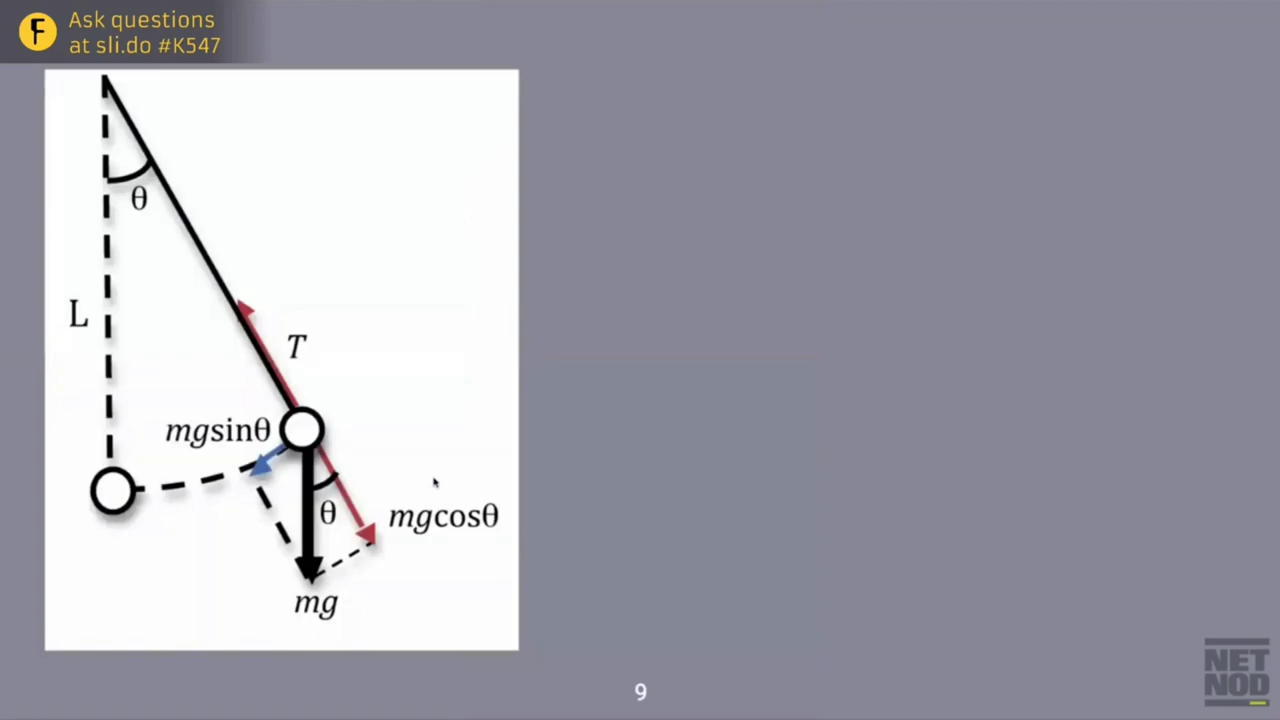 Ask questions
at sli.do #K547
θ
L
T
mgsinθ
θ
mgcosθ
mg
9
NET
NOD